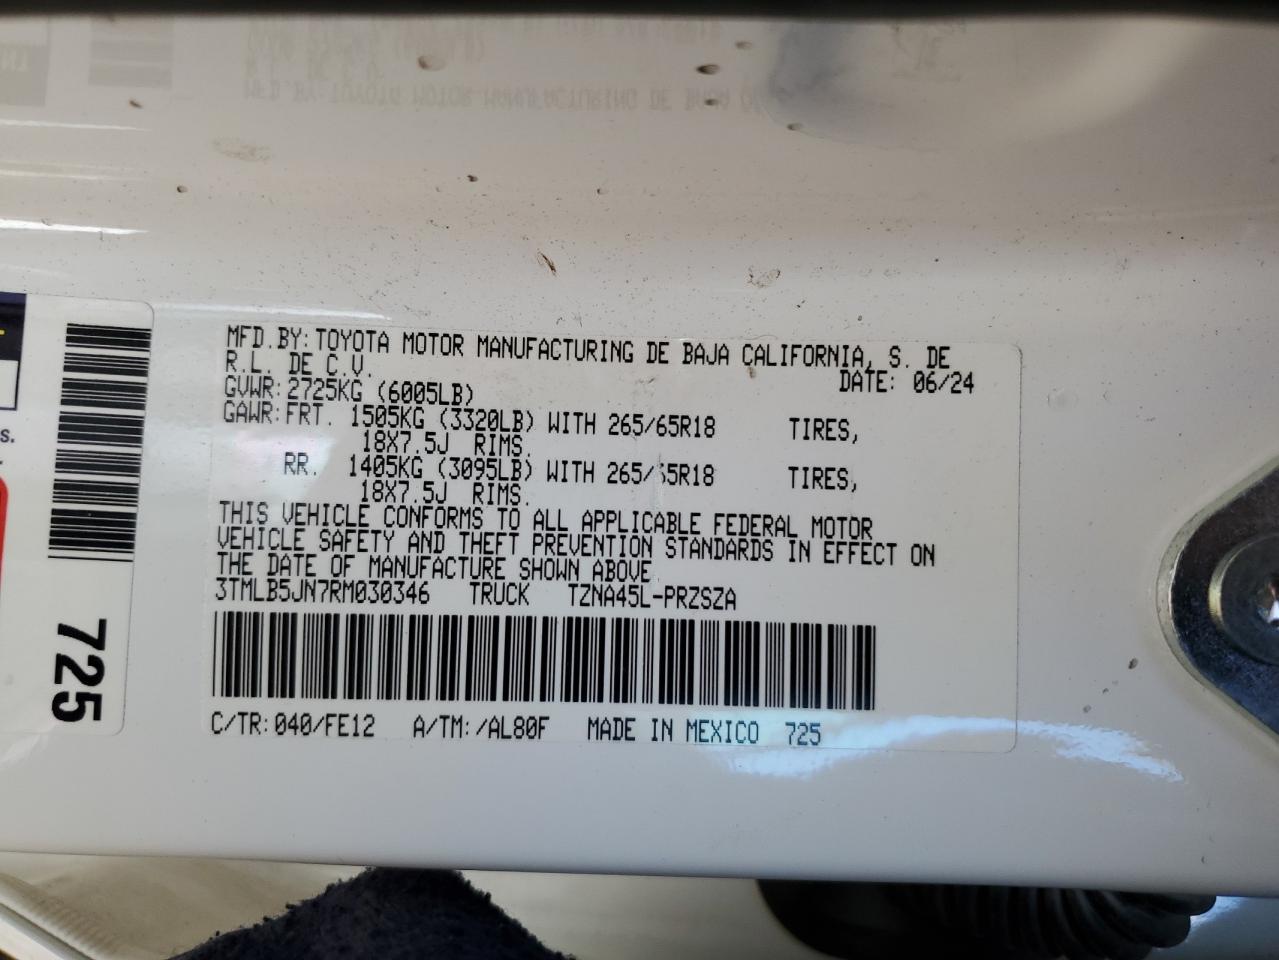 MFD.BY:TOYOTA MOTOR MANUFACTURING DE BAJA CALIFORNIA, S. DE
R.L. DE C.V. DATE: 06/24
GVWR:2725KG (6005LB)
GAWR:FRT. 1505KG (3320LB) WITH 265/65R18 TIRES,
18X7.5J RIMS.
RR. 1405KG (3095LB) WITH 265/65R18 TIRES,
18X7.5J RIMS.
THIS VEHICLE CONFORMS TO ALL APPLICABLE FEDERAL MOTOR
VEHICLE SAFETY AND THEFT PREVENTION STANDARDS IN EFFECT ON
THE DATE OF MANUFACTURE SHOWN ABOVE.
3TMLB5JN7RM030346 TRUCK TZNA45L-PRZSZA
C/TR:040/FE12 A/TM:/AL80F MADE IN MEXICO 725
725
s.